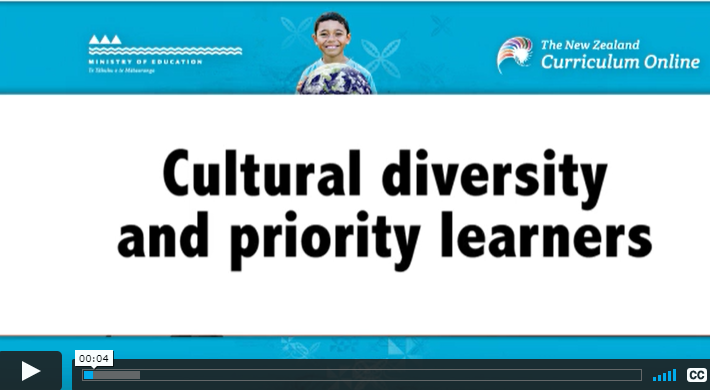 MINISTRY OF EDUCATION
Te Tāhuhu o te Mātauranga
The New Zealand
Curriculum Online
Cultural diversity
and priority learners
00:04
CC